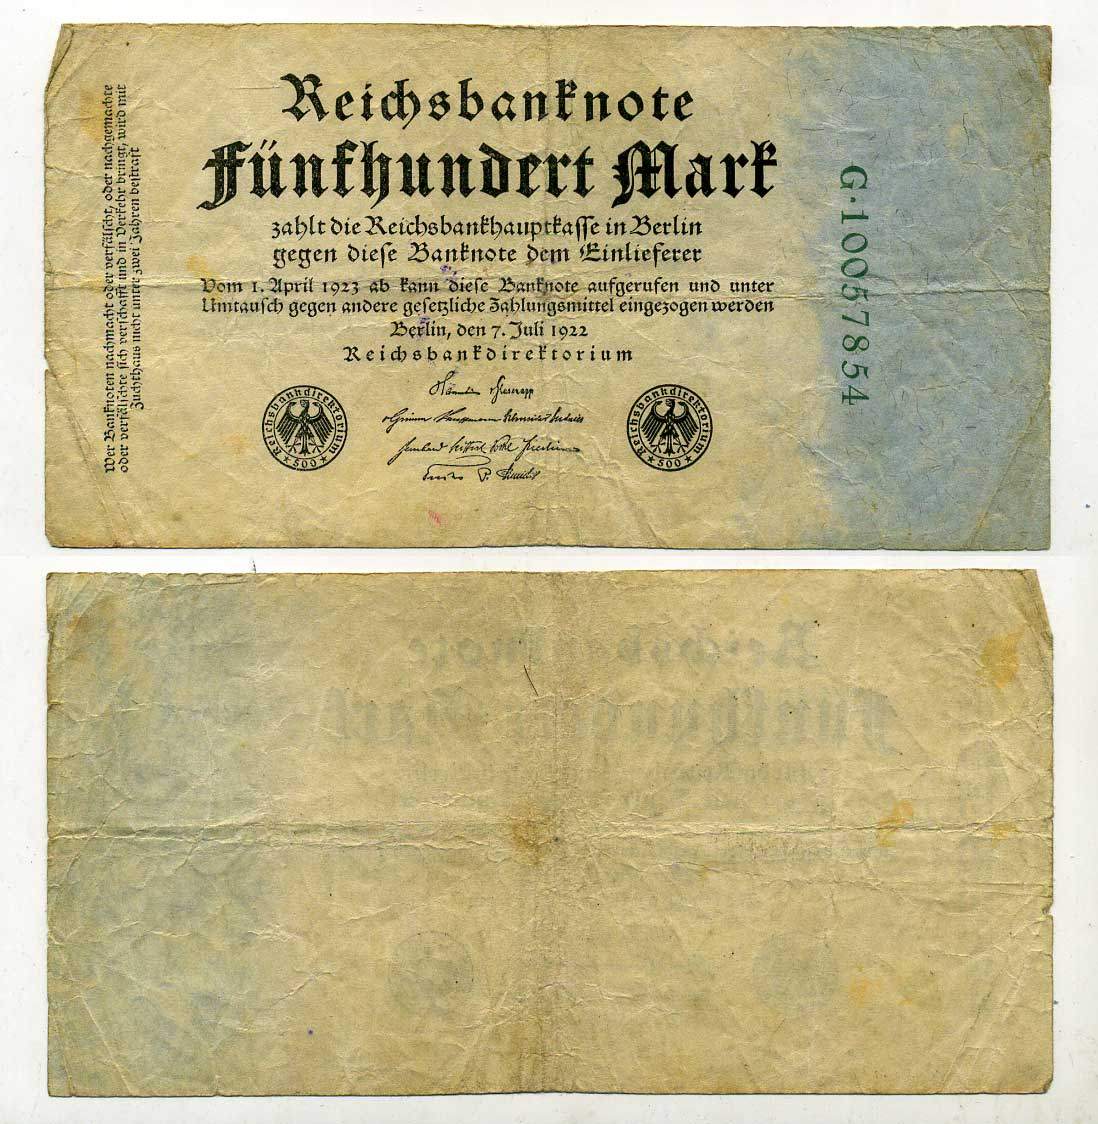 Reichsbanknote
Fünfhundert Mark
zahlt die Reichsbankhauptkasse in Berlin
gegen diese Banknote dem Einlieferer
Vom 1. April 1923 ab kann diese Banknote aufgerufen und unter
Umtausch gegen andere gesetzliche Zahlungsmittel eingezogen werden
Berlin, den 7. Juli 1922
Reichsbankdirektorium
Reichsbankdirektorium
500
Reichsbankdirektorium
500
Wer Banknoten nachmacht oder verfälscht, oder nachgemachte
oder verfälschte sich verschafft und in Verkehr bringt, wird mit
Zuchthaus nicht unter zwei Jahren bestraft
G·10057854